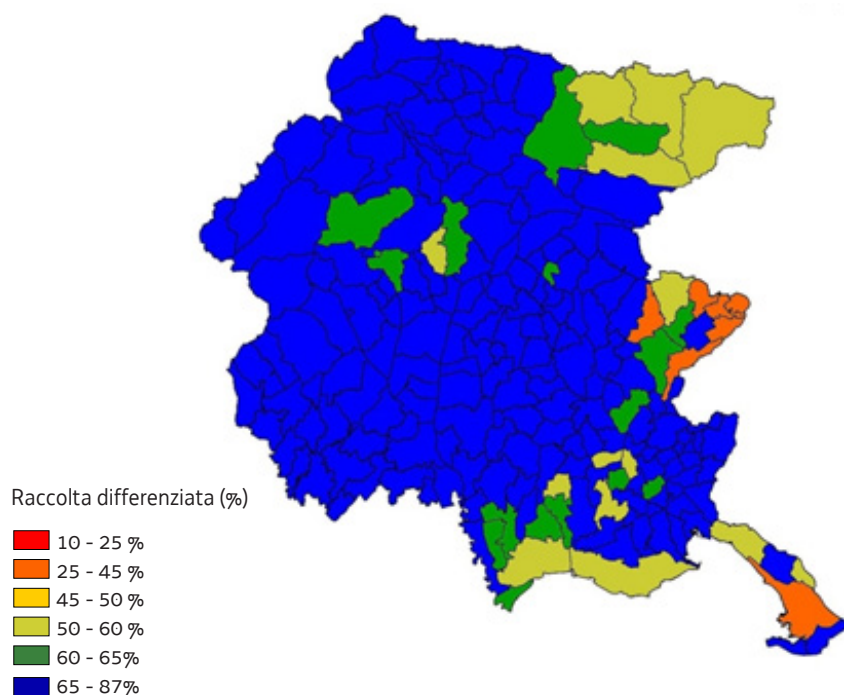 Raccolta differenziata (%)
10 - 25 %
25 - 45 %
45 - 50 %
50 - 60 %
60 - 65%
65 - 87%